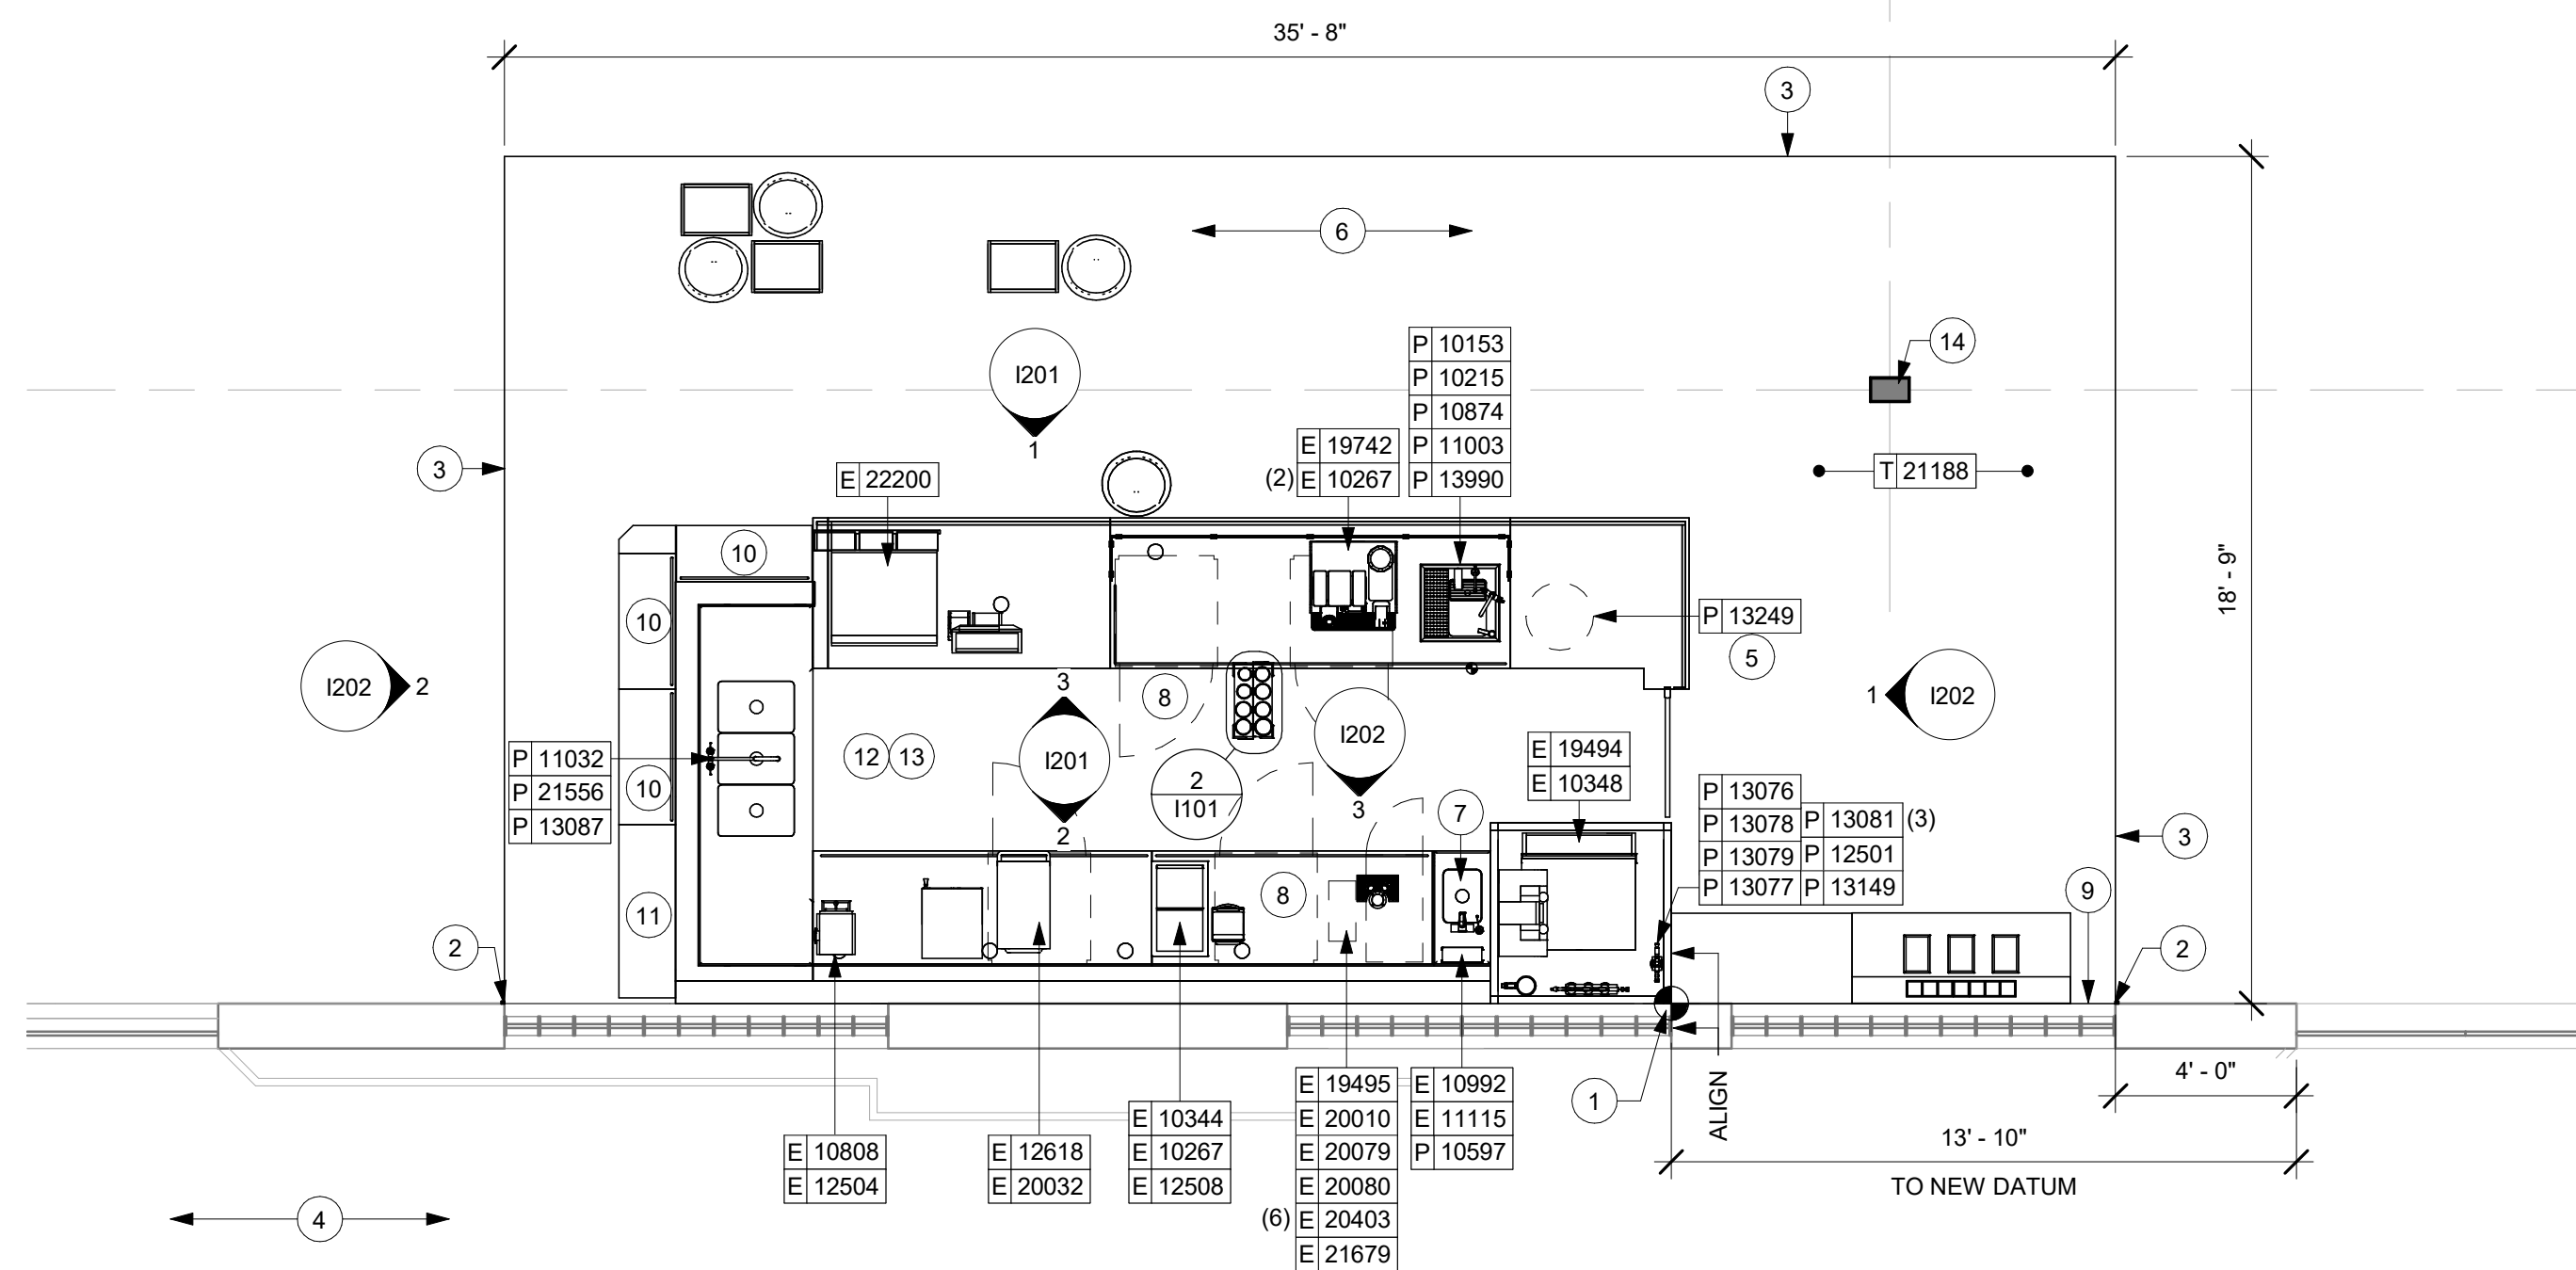 35' - 8"
3
6
14
I201
1
P 10153
P 10215
P 10874
P 11003
P 13990
E 19742
(2) E 10267
3
E 22200
T 21188
18' - 9"
10
10
P 13249
5
I202 2
8
3
I201
2
I202
3
1 I202
P 11032
P 21556
P 13087
10
12 13
2
I101
E 19494
E 10348
7
P 13076
P 13078
P 13079
P 13077
P 13081 (3)
P 12501
P 13149
3
11
8
9
2
2
1
ALIGN
4' - 0"
13' - 10"
TO NEW DATUM
E 10808
E 12504
E 12618
E 20032
E 10344
E 10267
E 12508
E 19495
E 20010
E 20079
E 20080
(6) E 20403
E 21679
E 10992
E 11115
P 10597
4